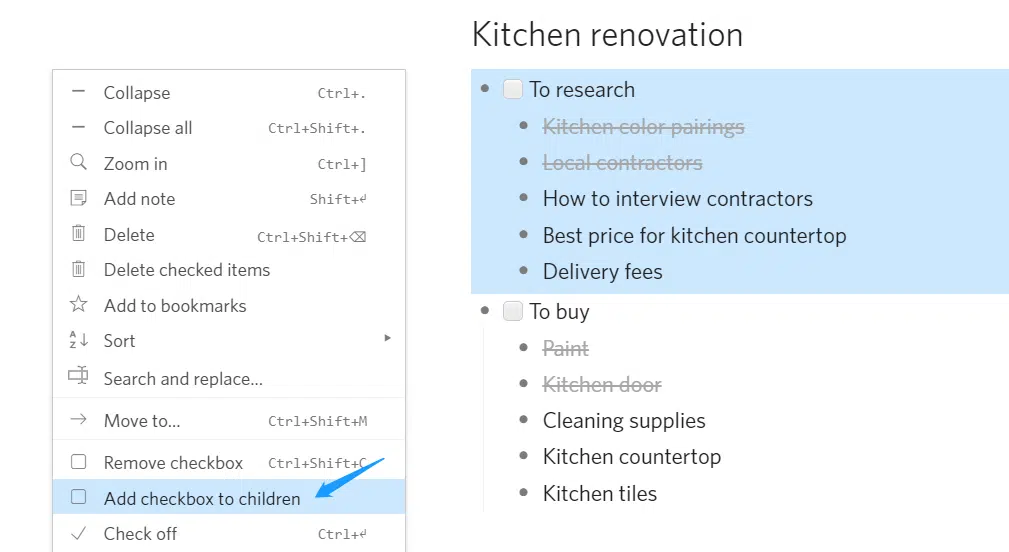 Kitchen renovation
Collapse Ctrl+.
Collapse all Ctrl+Shift+.
Zoom in Ctrl+]
Add note Shift+↵
Delete Ctrl+Shift+⌫
Delete checked items
Add to bookmarks
Sort
Search and replace...
Move to... Ctrl+Shift+M
Remove checkbox Ctrl+Shift+C
Add checkbox to children
Check off Ctrl+↵
To research
Kitchen color pairings
Local contractors
How to interview contractors
Best price for kitchen countertop
Delivery fees
To buy
Paint
Kitchen door
Cleaning supplies
Kitchen countertop
Kitchen tiles